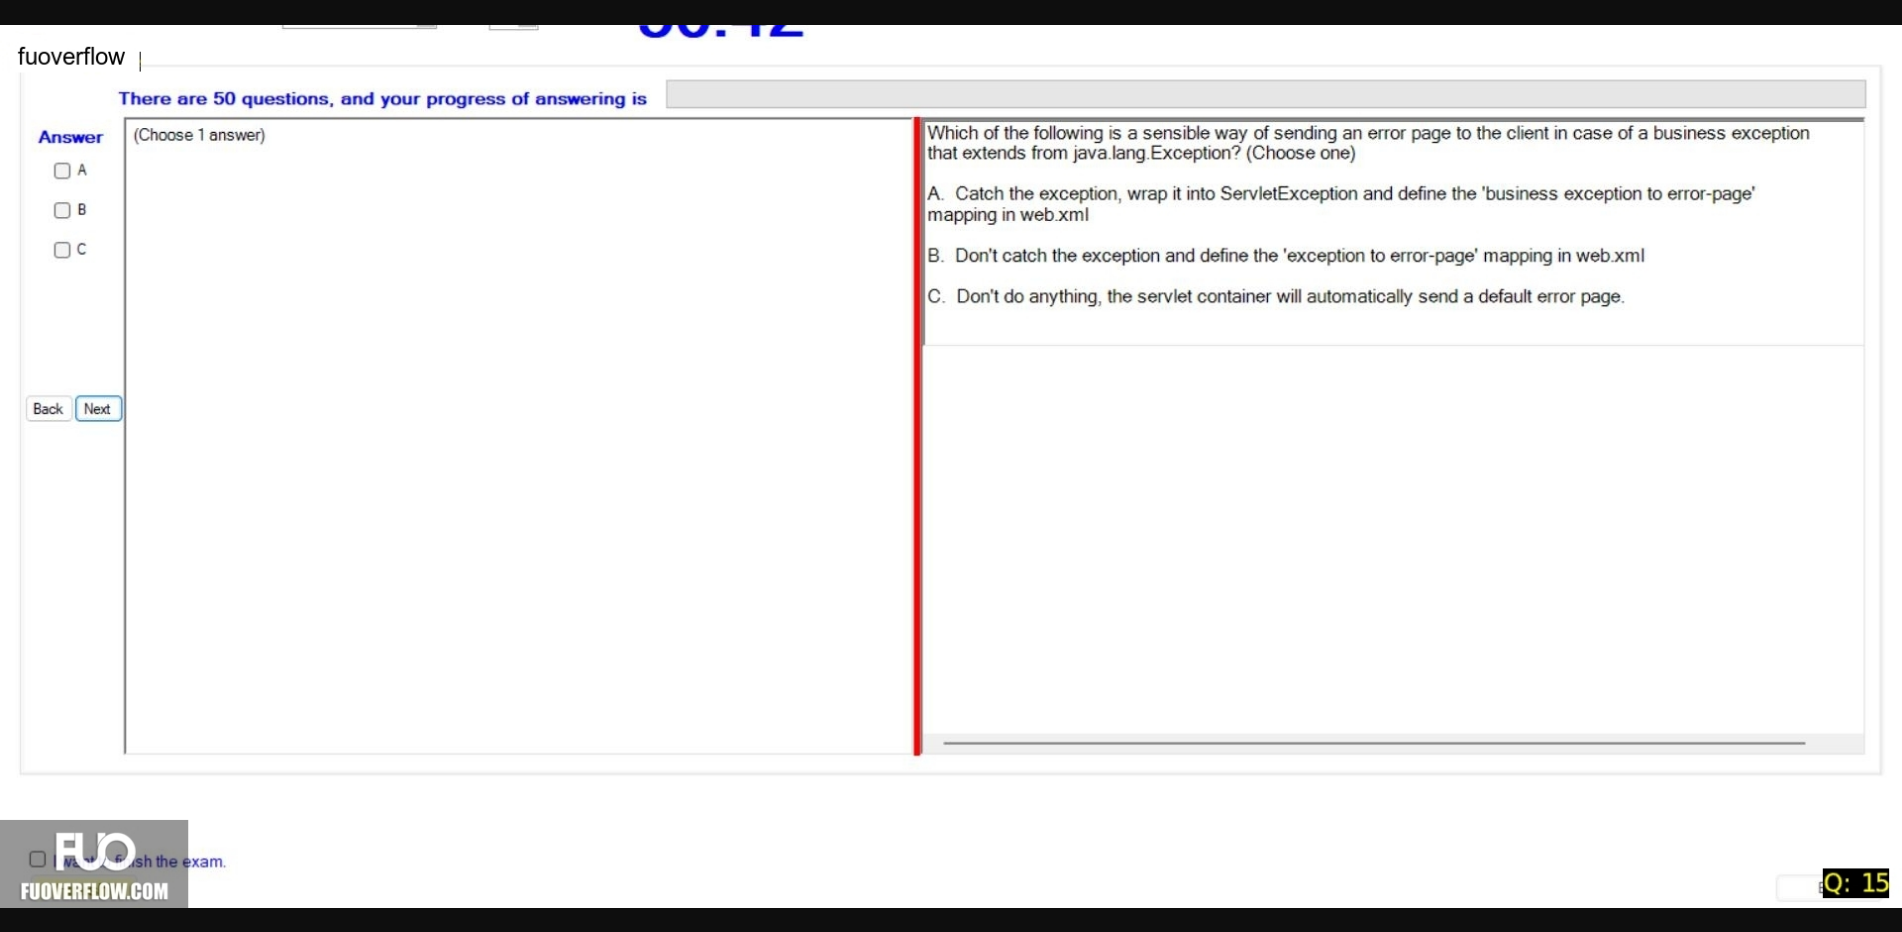 fuoverflow
There are 50 questions, and your progress of answering is
Answer
(Choose 1 answer)
A
B
C
Back
Next
Which of the following is a sensible way of sending an error page to the client in case of a business exception
that extends from java.lang.Exception? (Choose one)
A. Catch the exception, wrap it into ServletException and define the 'business exception to error-page'
mapping in web.xml
B. Don't catch the exception and define the 'exception to error-page' mapping in web.xml
C. Don't do anything, the servlet container will automatically send a default error page.
FUO
the exam.
FUOVERFLOW.COM
Q: 15